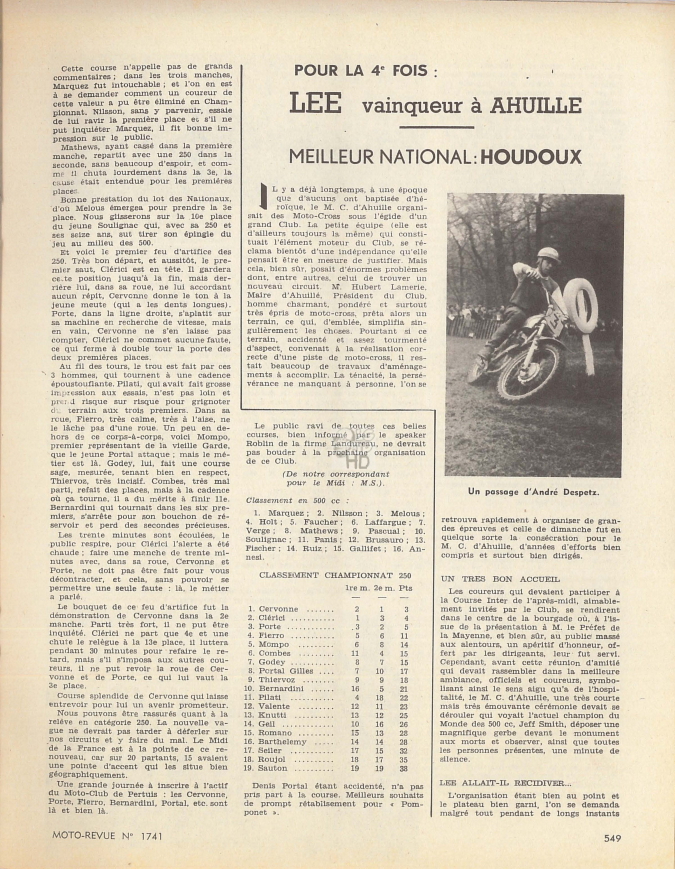 Cette course n'appelle pas de grands
commentaires ; dans les trois manches,
Marquez fut intouchable ; et l'on en est
à se demander comment un coureur de
cette valeur a pu être éliminé en Cham-
pionnat. Nilsson, sans y parvenir, essaie
de lui ravir la première place et s'il ne
put inquiéter Marquez, il fit bonne im-
pression sur le public.
Mathews, ayant cassé dans la première
manche, repartit avec une 250 dans la
seconde, sans beaucoup d'espoir, et com-
me il chuta lourdement dans la 3e, la
cause était entendue pour les premières
places.
Bonne prestation du lot des Nationaux,
d'où Melous émergea pour prendre la 3e
place. Nous glisserons sur la 10e place
du jeune Soulignac qui, avec sa 250 et
ses seize ans, sut tirer son épingle du
jeu au milieu des 500.
Et voici le premier feu d'artifice des
250. Très bon départ, et aussitôt, le pre-
mier saut, Clérici est en tête. Il gardera
cette position jusqu'à la fin, mais der-
rière lui, dans sa roue, ne lui accordant
aucun répit, Cervonne donne le ton à la
jeune meute (qui a les dents longues).
Porte, dans la ligne droite, s'aplatit sur
sa machine en recherche de vitesse, mais
en vain, Cervonne ne s'en laisse pas
compter, Clérici ne commet aucune faute,
ce qui ferme à double tour la porte des
deux premières places.
Au fil des tours, le trou est fait par ces
3 hommes, qui tournent à une cadence
époustouflante. Pilati, qui avait fait grosse
impression aux essais, n'est pas loin et
prend risque sur risque pour grignoter
du terrain aux trois premiers. Dans sa
roue, Fierro, très calme, très à l'aise, ne
le lâche pas d'une roue. Un peu en de-
hors de ce corps-à-corps, voici Mompo,
premier représentant de la vieille Garde,
que le jeune Portal attaque ; mais le mé-
tier est là. Godey, lui, fait une course
sage, mesurée, tenant bien en respect,
Thiervoz, très incisif. Combes, très mal
parti, refait des places, mais à la cadence
où ça tourne, il a du mérite à finir 11e.
Bernardini qui tournait dans les six pre-
miers, s'arrête pour son bouchon de ré-
servoir et perd des secondes précieuses.
Les trente minutes sont écoulées, le
public respire, pour Clérici l'alerte a été
chaude ; faire une manche de trente mi-
nutes avec, dans sa roue, Cervonne et
Porte, ne doit pas être fait pour vous
décontracter, et cela, sans pouvoir se
permettre une seule faute : là, le métier
a parlé.
Le bouquet de ce feu d'artifice fut la
démonstration de Cervonne dans la 2e
manche. Parti très fort, il ne put être
inquiété. Clérici ne part que 4e et une
chute le relègue à la 13e place, il luttera
pendant 30 minutes pour refaire le re-
tard, mais s'il s'imposa aux autres cou-
reurs, il ne put revoir la roue de Cer-
vonne et de Porte, ce qui lui vaut la
3e place.
Course splendide de Cervonne qui laisse
entrevoir pour lui un avenir prometteur.
Nous pouvons être rassurés quant à la
relève en catégorie 250. La nouvelle va-
gue ne devrait pas tarder à déferler sur
nos circuits et y faire du mal. Le Midi
de la France est à la pointe de ce re-
nouveau, car sur 20 partants, 15 avaient
une pointe d'accent qui les situe bien
géographiquement.
Une grande journée à inscrire à l'actif
du Moto-Club de Pertuis : les Cervonne,
Porte, Fierro, Bernardini, Portal, etc. sont
là et bien là.
POUR LA 4e FOIS :
LEE vainqueur à AHUILLE
MEILLEUR NATIONAL : HOUDOUX
IL y a déjà longtemps, à une époque
que d'aucuns ont baptisée d'hé-
roïque, le M. C. d'Ahuille organi-
sait des Moto-Cross sous l'égide d'un
grand Club. La petite équipe (elle est
d'ailleurs toujours la même) qui consti-
tuait l'élément moteur du Club, se ré-
clama bientôt d'une indépendance qu'elle
pensait être en mesure de justifier. Mais
cela, bien sûr, posait d'énormes problèmes
dont, entre autres, celui de trouver un
nouveau circuit. M. Hubert Lamerie,
Maire d'Ahuillé, Président du Club,
homme charmant, pondéré et surtout
très épris de moto-cross, prêta alors un
terrain, ce qui, d'emblée, simplifia sin-
gulièrement les choses. Pourtant si ce
terrain, accidenté et assez tourmenté
d'aspect, convenait à la réalisation cor-
recte d'une piste de moto-cross, il res-
tait beaucoup de travaux d'aménage-
ments à accomplir. La ténacité, la persé-
vérance ne manquant à personne, l'on se
Le public ravi de toutes ces belles
courses, bien informé par le speaker
Roblin de la firme Landureau, ne devrait
pas bouder à la prochaine organisation
de ce Club.
(De notre correspondant
pour le Midi : M.S.).
Classement en 500 cc :
1. Marquez ; 2. Nilsson ; 3. Melous ;
4. Holt ; 5. Faucher ; 6. Laffargue ; 7.
Verge ; 8. Mathews ; 9. Pascual ; 10.
Soulignac ; 11. Panis ; 12. Brusauro ; 13.
Fischer ; 14. Ruiz ; 15. Gallifet ; 16. An-
nesi.
CLASSEMENT CHAMPIONNAT 250
1re m. 2e m. Pts
1. Cervonne ....... 2 1 3
2. Clérici ........... 1 3 4
3. Porte ............ 3 2 5
4. Fierro ........... 5 6 11
5. Mompo .......... 6 8 14
6. Combes ......... 11 4 15
7. Godey ........... 8 7 15
8. Portal Gilles .... 7 10 17
9. Thiervoz ......... 9 9 18
10. Bernardini ....... 16 5 21
11. Pilati ............ 4 18 22
12. Valente .......... 12 11 23
13. Knutti ........... 13 12 25
14. Geil ............. 10 16 26
15. Romano ......... 15 13 28
16. Barthelemy ..... 14 14 28
17. Seiler ........... 17 15 32
18. Roujol ........... 18 17 35
19. Sauton .......... 19 19 38
Denis Portal étant accidenté, n'a pas
pris part à la course. Meilleurs souhaits
de prompt rétablisement pour « Pom-
ponet ».
Un passage d'André Despetz.
retrouva rapidement à organiser de gran-
des épreuves et celle de dimanche fut en
quelque sorte la consécration pour le
M. C. d'Ahuille, d'années d'efforts bien
compris et surtout bien dirigés.
UN TRES BON ACCUEIL
Les coureurs qui devaient participer à
la Course Inter de l'après-midi, aimable-
ment invités par le Club, se rendirent
dans le centre de la bourgade où, à l'is-
sue de la présentation à M. le Préfet de
la Mayenne, et bien sûr, au public massé
aux alentours, un apéritif d'honneur, of-
fert par les dirigeants, leur fut servi.
Cependant, avant cette réunion d'amitié
qui devait rassembler dans la meilleure
ambiance, officiels et coureurs, symbo-
lisant ainsi le sens aigu qu'a de l'hospi-
talité, le M. C. d'Ahuille, une très courte
mais très émouvante cérémonie devait se
dérouler qui voyait l'actuel champion du
Monde des 500 cc, Jeff Smith, déposer une
magnifique gerbe devant le monument
aux morts et observer, ainsi que toutes
les personnes présentes, une minute de
silence.
LEE ALLAIT-IL RECIDIVER...
L'organisation étant bien au point et
le plateau bien garni, l'on se demanda
malgré tout pendant de longs instants
MOTO-REVUE N° 1741
549